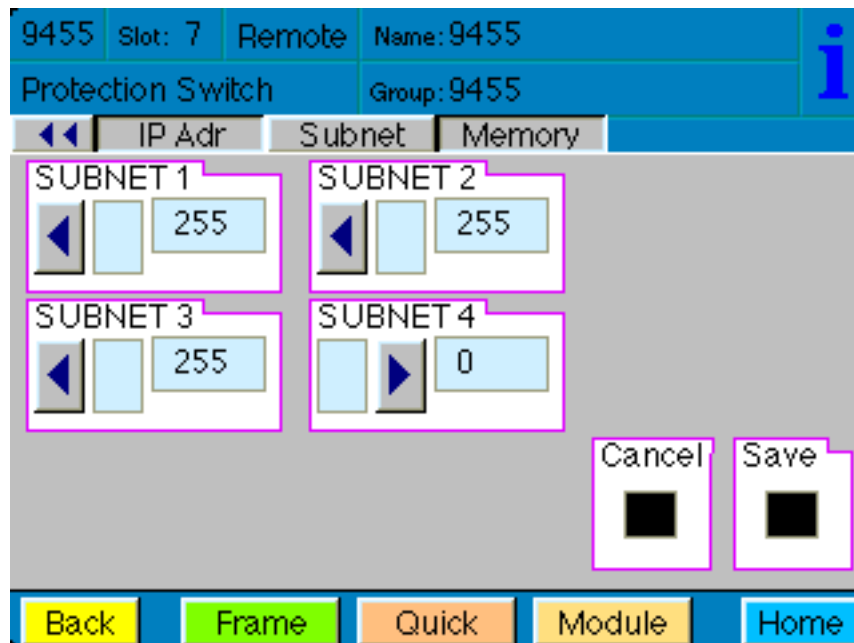 9455 Slot: 7 Remote Name: 9455
Protection Switch Group: 9455
i
IP Adr Subnet Memory
SUBNET 1 SUBNET 2
255 255
SUBNET 3 SUBNET 4
255 0
Cancel Save
Back Frame Quick Module Home